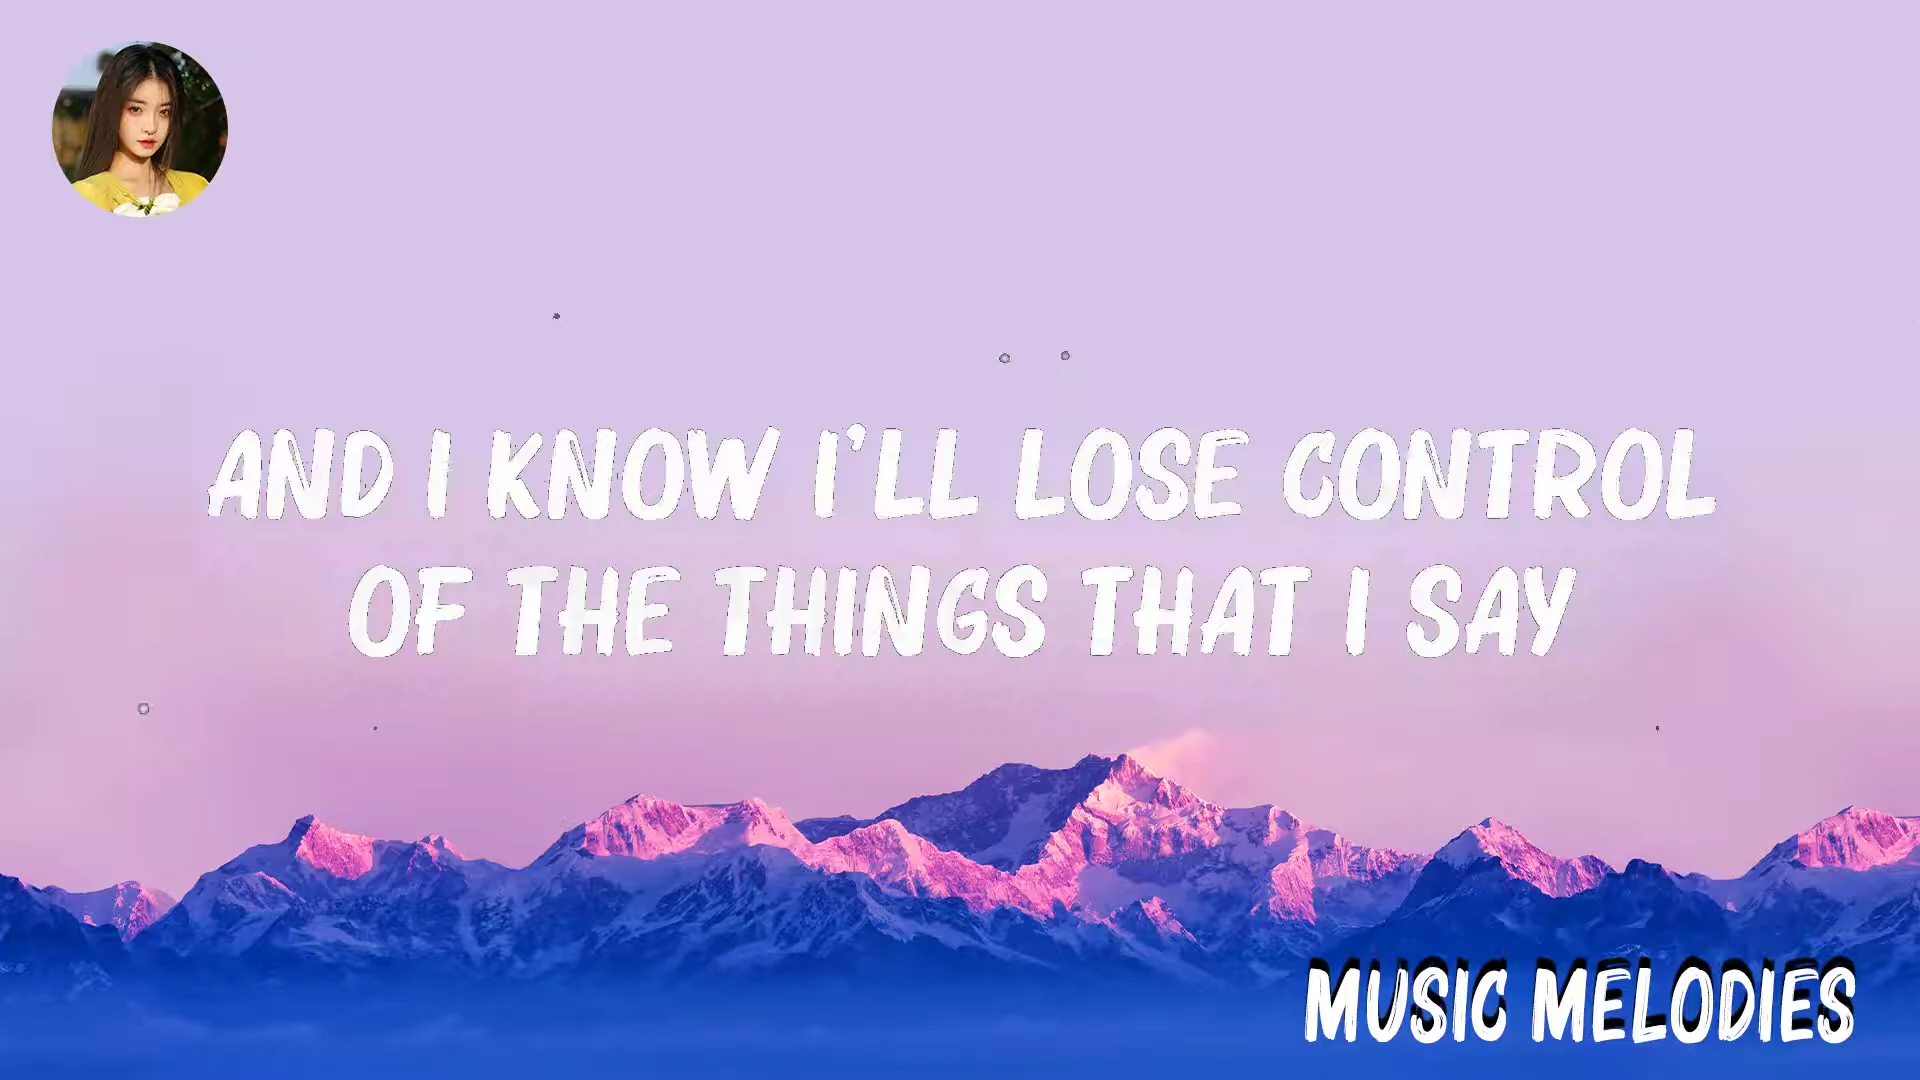 AND I KNOW I'LL LOSE CONTROL
OF THE THINGS THAT I SAY
MUSIC MELODIES